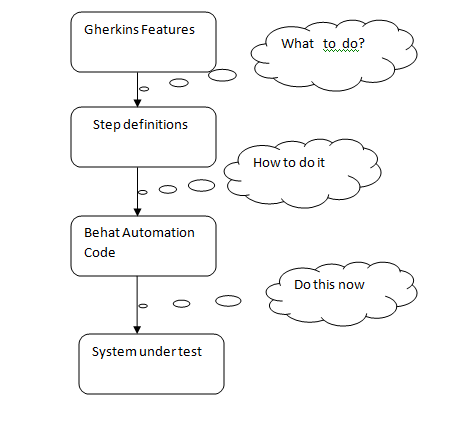 Gherkins Features
What to do?
Step definitions
How to do it
Behat Automation
Code
Do this now
System under test